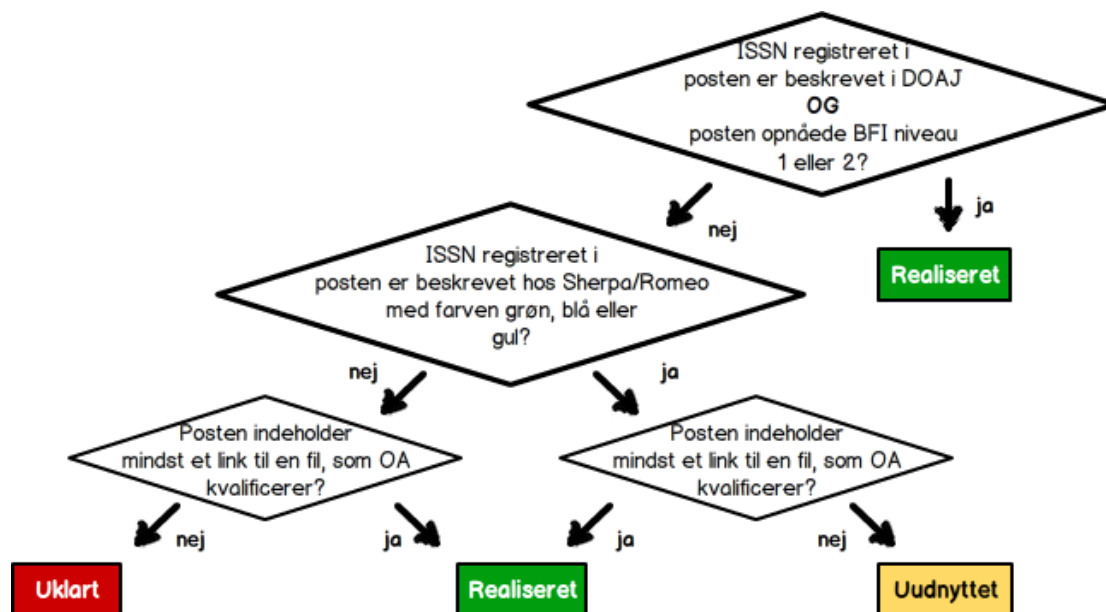 ISSN registreret i
posten er beskrevet i DOAJ
OG
posten opnåede BFI niveau
1 eller 2?
nej
ja
Realiseret
ISSN registreret i
posten er beskrevet hos Sherpa/Romeo
med farven grøn, blå eller
gul?
nej
ja
Posten indeholder
mindst et link til en fil, som OA
kvalificerer?
Posten indeholder
mindst et link til en fil, som OA
kvalificerer?
nej
ja
ja
nej
Uklart
Realiseret
Uudnyttet